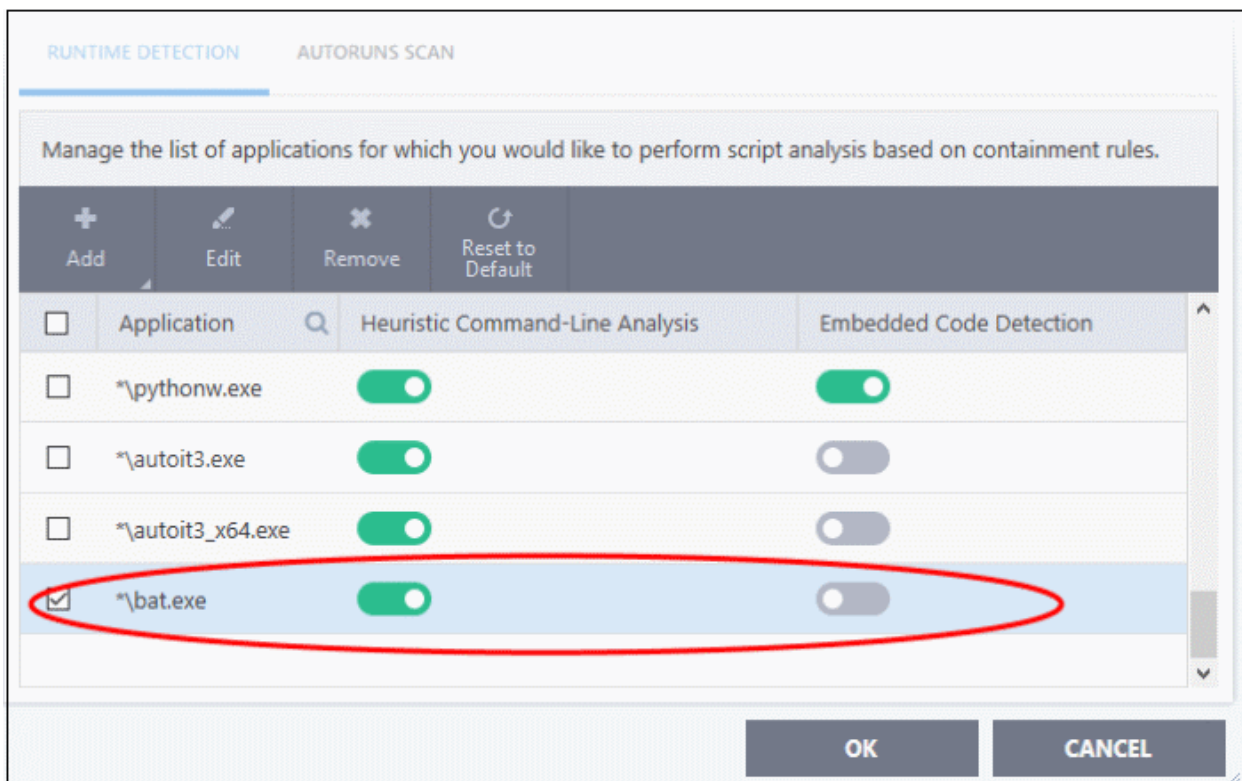 RUNTIME DETECTION AUTORUNS SCAN
Manage the list of applications for which you would like to perform script analysis based on containment rules.
Add Edit Remove Reset to Default
Application Heuristic Command-Line Analysis Embedded Code Detection
*\pythonw.exe
*\autoit3.exe
*\autoit3_x64.exe
*\bat.exe
OK CANCEL